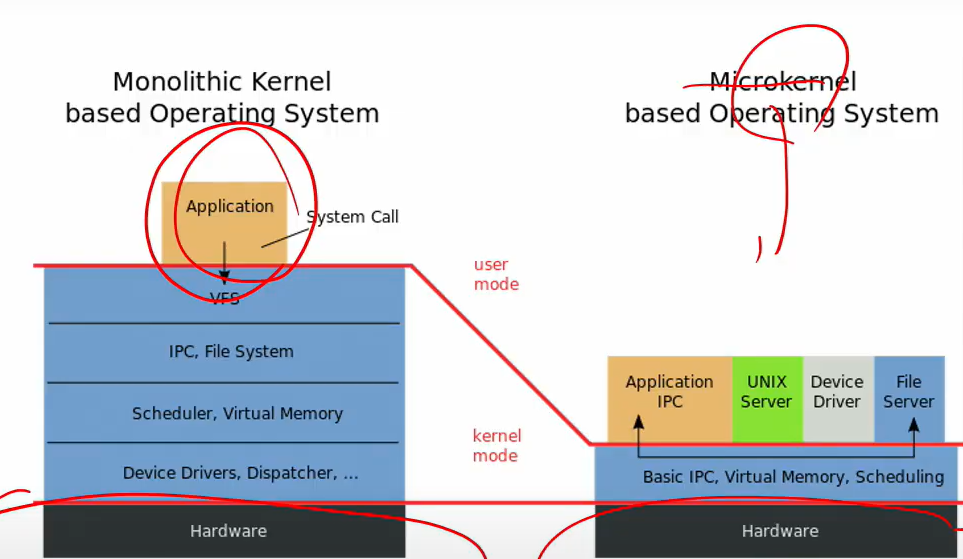 Monolithic Kernel
based Operating System
Microkernel
based Operating System
Application
System Call
user
mode
VFS
IPC, File System
Scheduler, Virtual Memory
Device Drivers, Dispatcher, ...
Hardware
kernel
mode
Application
IPC
UNIX
Server
Device
Driver
File
Server
Basic IPC, Virtual Memory, Scheduling
Hardware